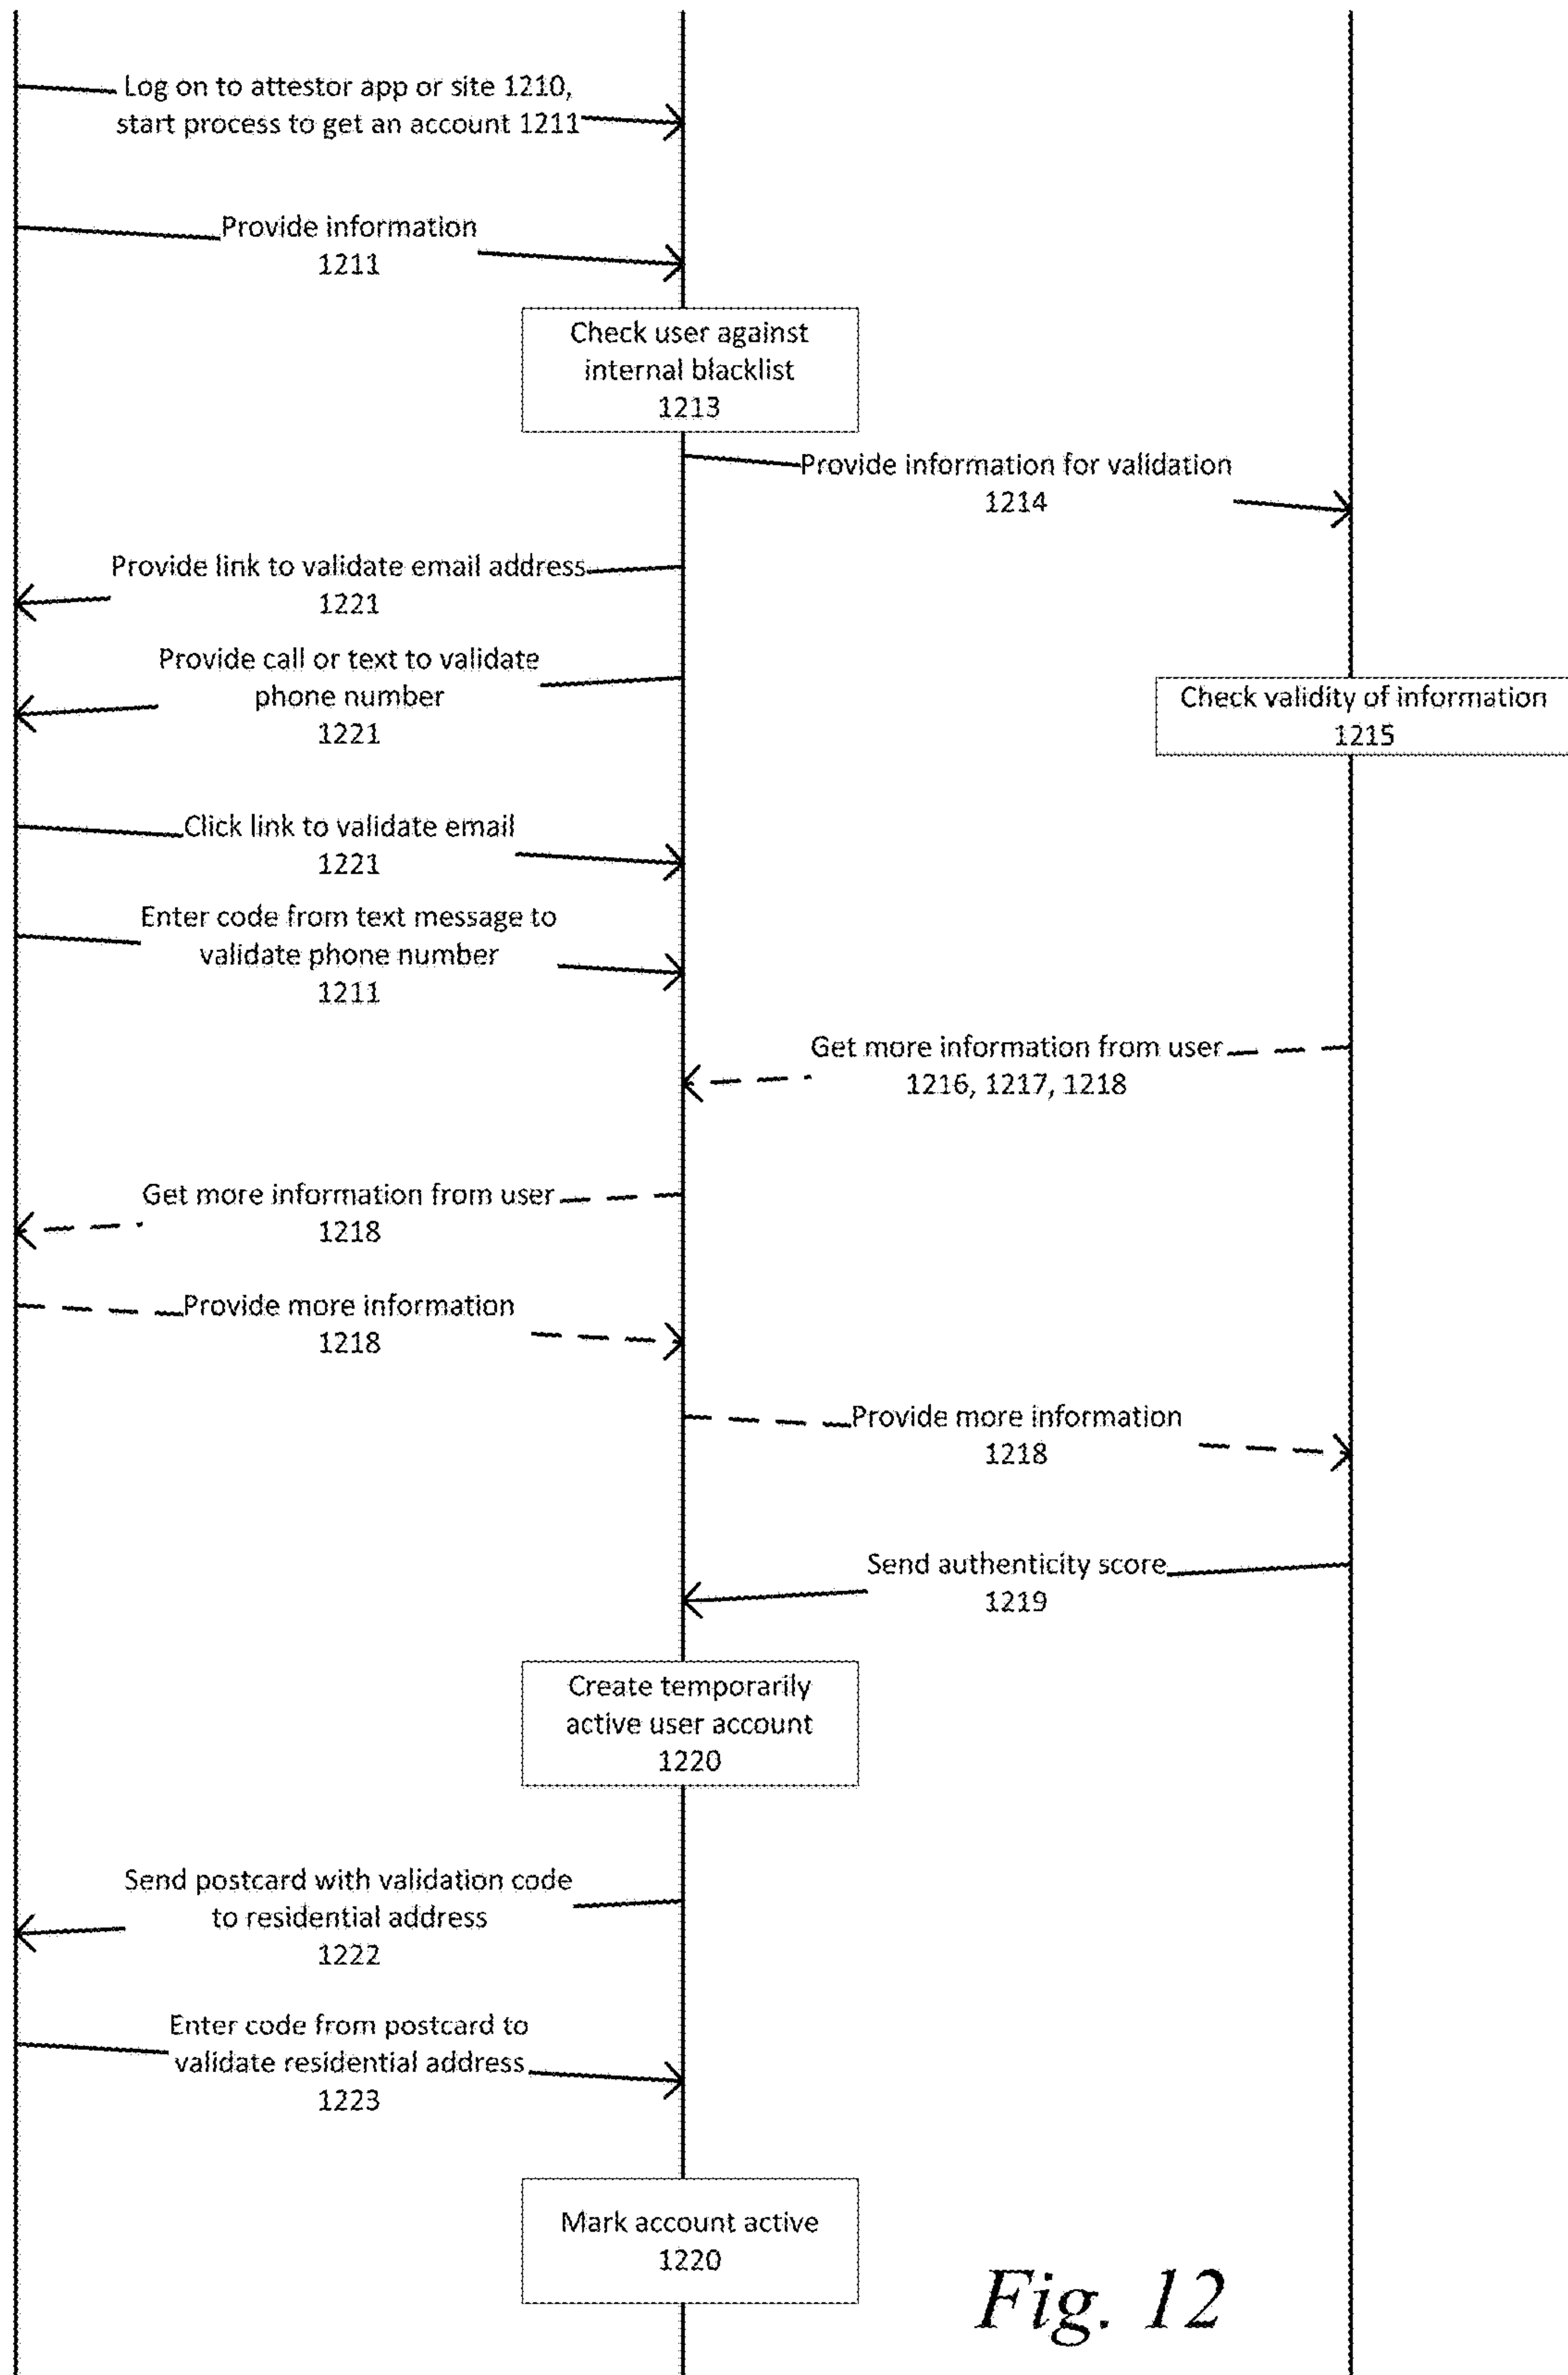 Log on to attestor app or site 1210,
start process to get an account 1211
Provide information
1211
Check user against
internal blacklist
1213
Provide information for validation
1214
Provide link to validate email address
1221
Provide call or text to validate
phone number
1221
Check validity of information
1215
Click link to validate email
1221
Enter code from text message to
validate phone number
1211
Get more information from user
1216, 1217, 1218
Get more information from user
1218
Provide more information
1218
Provide more information
1218
Send authenticity score
1219
Create temporarily
active user account
1220
Send postcard with validation code
to residential address
1222
Enter code from postcard to
validate residential address
1223
Mark account active
1220
Fig. 12